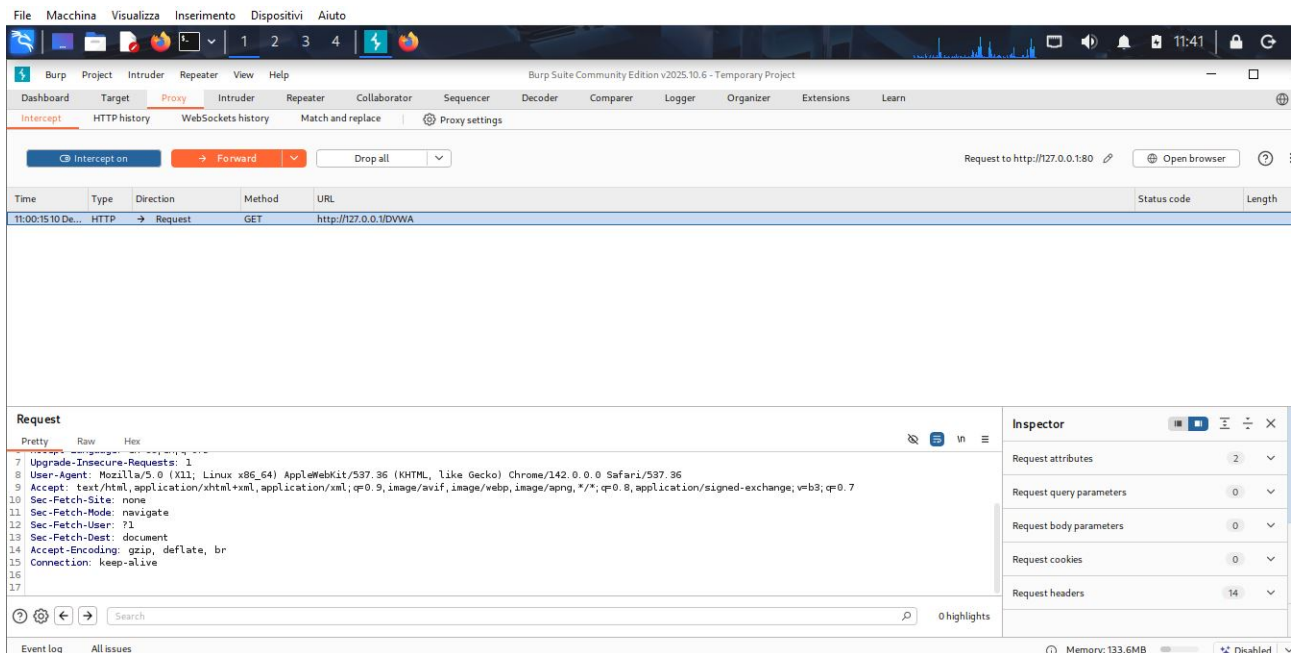 File Macchina Visualizza Inserimento Dispositivi Aiuto
1 2 3 4 11:41
Burp Project Intruder Repeater View Help Burp Suite Community Edition v2025.10.6 - Temporary Project
Dashboard Target Proxy Intruder Repeater Collaborator Sequencer Decoder Comparer Logger Organizer Extensions Learn
Intercept HTTP history WebSockets history Match and replace Proxy settings
Intercept on Forward Drop all Request to http://127.0.0.1:80 Open browser
Time Type Direction Method URL Status code Length
11:00:15 10 De... HTTP → Request GET http://127.0.0.1/DVWA
Request
Pretty Raw Hex \n
7 Upgrade-Insecure-Requests: 1
8 User-Agent: Mozilla/5.0 (X11; Linux x86_64) AppleWebKit/537.36 (KHTML, like Gecko) Chrome/142.0.0.0 Safari/537.36
9 Accept: text/html,application/xhtml+xml,application/xml;q=0.9,image/avif,image/webp,image/apng,*/*;q=0.8,application/signed-exchange;v=b3;q=0.7
10 Sec-Fetch-Site: none
11 Sec-Fetch-Mode: navigate
12 Sec-Fetch-User: ?1
13 Sec-Fetch-Dest: document
14 Accept-Encoding: gzip, deflate, br
15 Connection: keep-alive
16
17
Search 0 highlights
Inspector
Request attributes 2
Request query parameters 0
Request body parameters 0
Request cookies 0
Request headers 14
Event log All issues Memory: 133.6MB Disabled